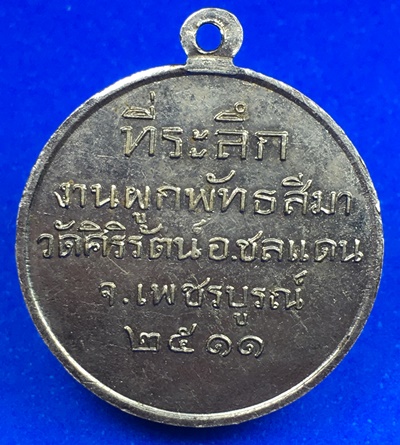 ที่ระลึก
งานผูกพัทธสีมา
วัดศิริรัตน์อ.ชลแดน
จ.เพชรบูรณ์
๒๕๑๑